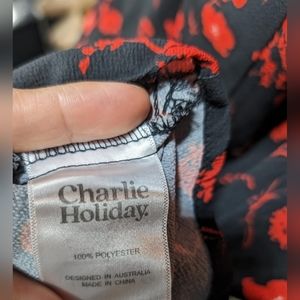 Charlie
Holiday.
100% POLYESTER
DESIGNED IN AUSTRALIA
MADE IN CHINA